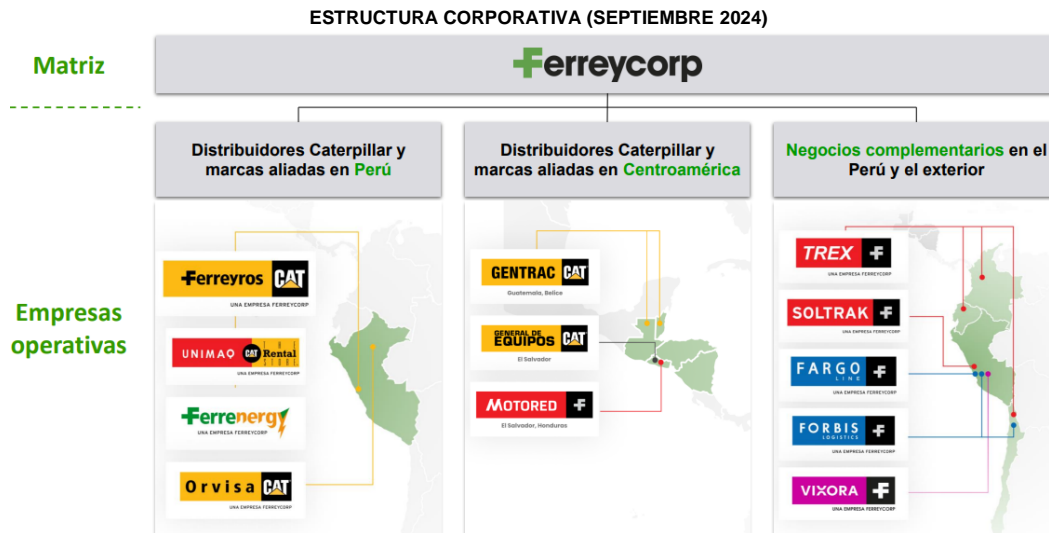 ESTRUCTURA CORPORATIVA (SEPTIEMBRE 2024)
Matriz
Ferreycorp
Distribuidores Caterpillar y
marcas aliadas en Perú
Distribuidores Caterpillar y
marcas aliadas en Centroamérica
Negocios complementarios en el
Perú y el exterior
Empresas
operativas
Ferreyros CAT
UNA EMPRESA FERREYCORP
UNIMAQ CAT THE Rental STORE
UNA EMPRESA FERREYCORP
Ferrenergy
UNA EMPRESA FERREYCORP
Orvisa CAT
UNA EMPRESA FERREYCORP
GENTRAC CAT
Guatemala, Belice
GENERAL DE
EQUIPOS CAT
El Salvador
MOTORED
El Salvador, Honduras
TREX
UNA EMPRESA FERREYCORP
SOLTRAK
UNA EMPRESA FERREYCORP
FARGO
LINE
UNA EMPRESA FERREYCORP
FORBIS
LOGISTICS
UNA EMPRESA FERREYCORP
VIXORA
UNA EMPRESA FERREYCORP